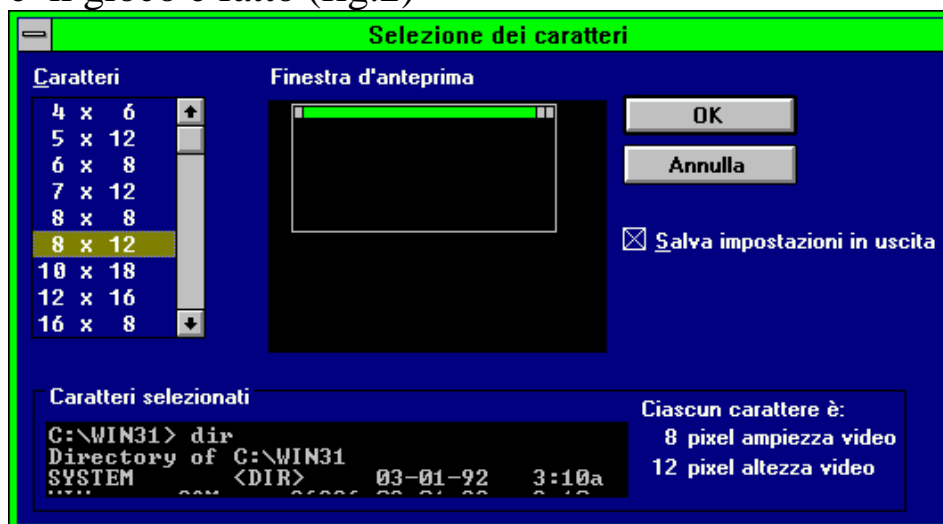 Selezione dei caratteri
Caratteri
Finestra d'anteprima
4 x 6
5 x 12
6 x 8
7 x 12
8 x 8
8 x 12
10 x 18
12 x 16
16 x 8
OK
Annulla
Salva impostazioni in uscita
Caratteri selezionati
C:\WIN31> dir
Directory of C:\WIN31
SYSTEM <DIR> 03-01-92 3:10a
Ciascun carattere è:
8 pixel ampiezza video
12 pixel altezza video